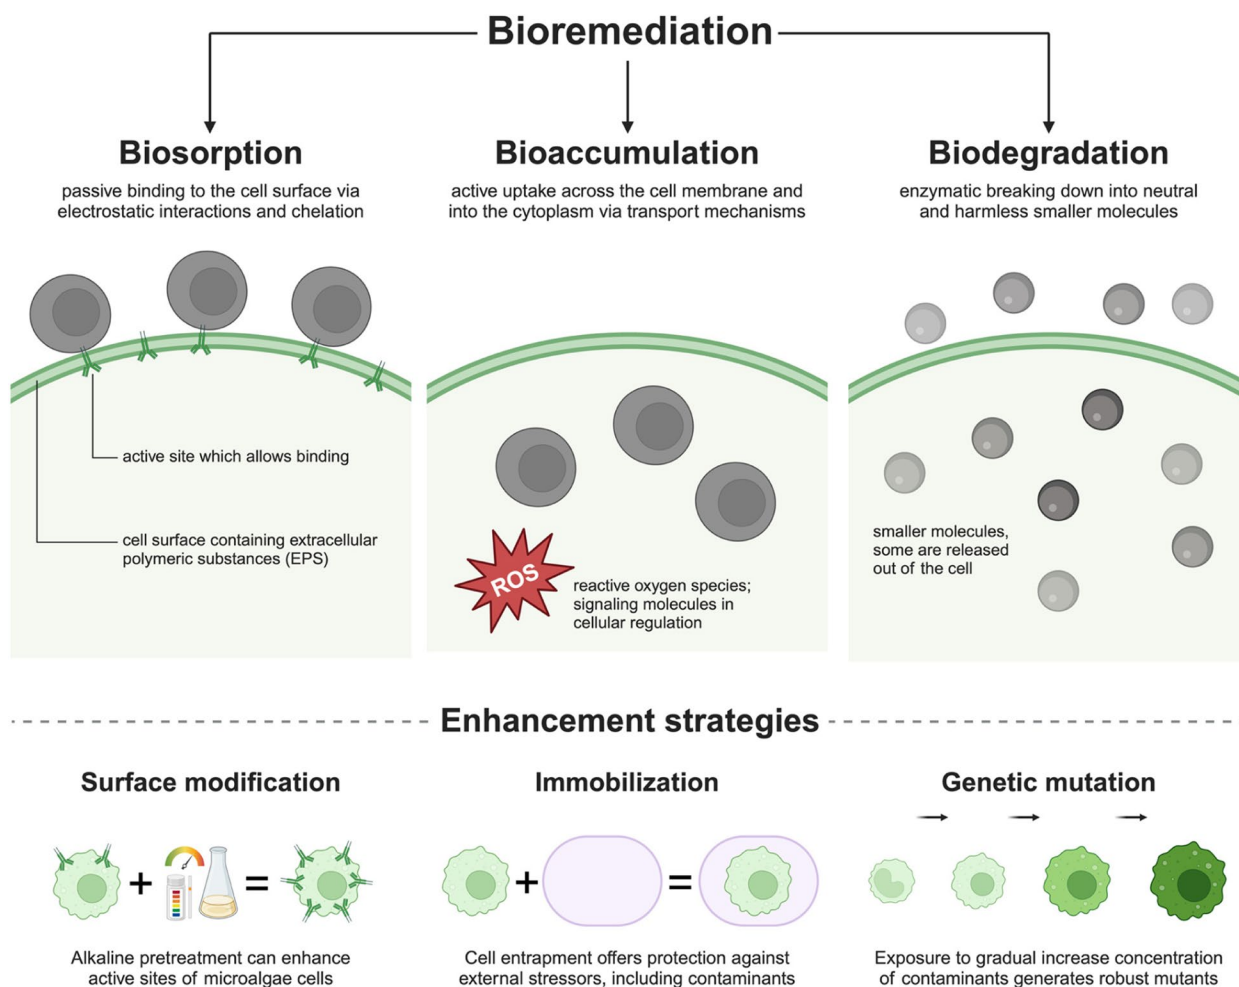 Bioremediation
Biosorption
passive binding to the cell surface via
electrostatic interactions and chelation
active site which allows binding
cell surface containing extracellular
polymeric substances (EPS)
Bioaccumulation
active uptake across the cell membrane and
into the cytoplasm via transport mechanisms
ROS
reactive oxygen species;
signaling molecules in
cellular regulation
Biodegradation
enzymatic breaking down into neutral
and harmless smaller molecules
smaller molecules,
some are released
out of the cell
Enhancement strategies
Surface modification
+
=
Alkaline pretreatment can enhance
active sites of microalgae cells
Immobilization
+
=
Cell entrapment offers protection against
external stressors, including contaminants
Genetic mutation
Exposure to gradual increase concentration
of contaminants generates robust mutants